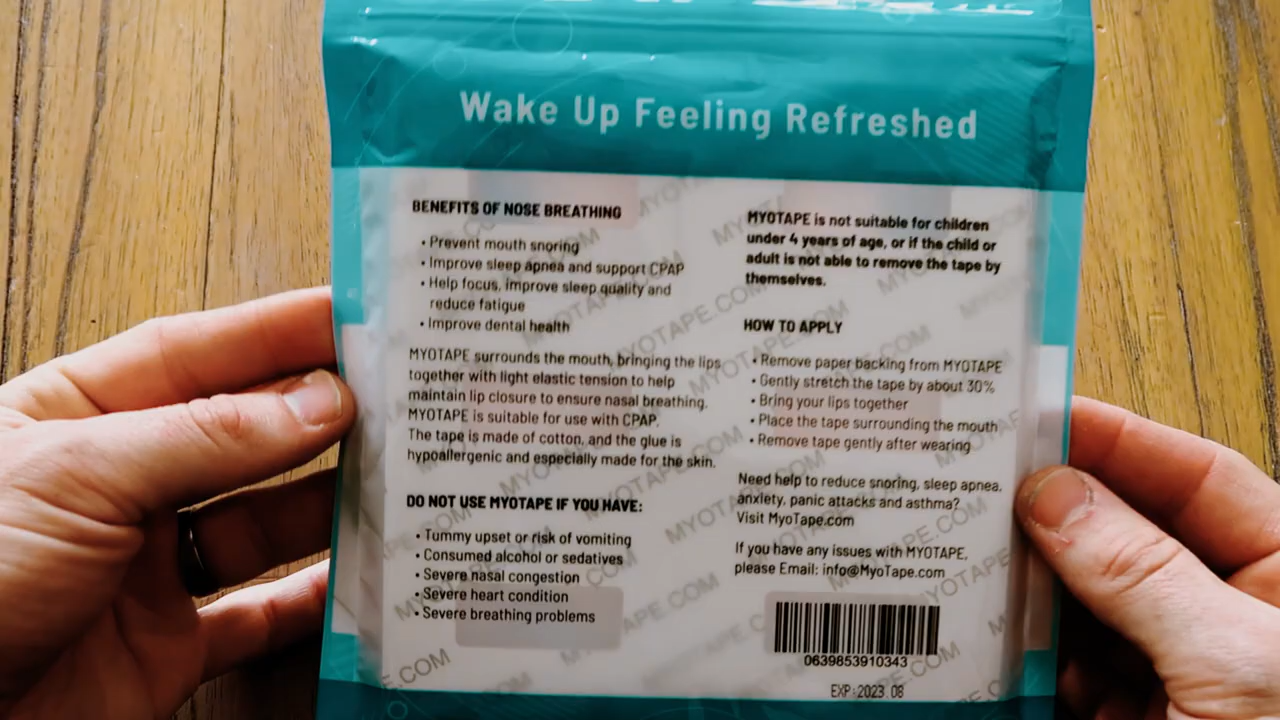 Wake Up Feeling Refreshed
BENEFITS OF NOSE BREATHING
• Prevent mouth snoring
• Improve sleep apnea and support CPAP
• Help focus, improve sleep quality and
reduce fatigue
• Improve dental health
MYOTAPE surrounds the mouth, bringing the lips
together with light elastic tension to help
maintain lip closure to ensure nasal breathing.
MYOTAPE is suitable for use with CPAP.
The tape is made of cotton, and the glue is
hypoallergenic and especially made for the skin.
DO NOT USE MYOTAPE IF YOU HAVE:
• Tummy upset or risk of vomiting
• Consumed alcohol or sedatives
• Severe nasal congestion
• Severe heart condition
• Severe breathing problems
MYOTAPE is not suitable for children
under 4 years of age, or if the child or
adult is not able to remove the tape by
themselves.
HOW TO APPLY
• Remove paper backing from MYOTAPE
• Gently stretch the tape by about 30%
• Bring your lips together
• Place the tape surrounding the mouth
• Remove tape gently after wearing
Need help to reduce snoring, sleep apnea,
anxiety, panic attacks and asthma?
Visit MyoTape.com
If you have any issues with MYOTAPE,
please Email: info@MyoTape.com
0639853910343
EXP:2023.08
MYOTAPE.COM